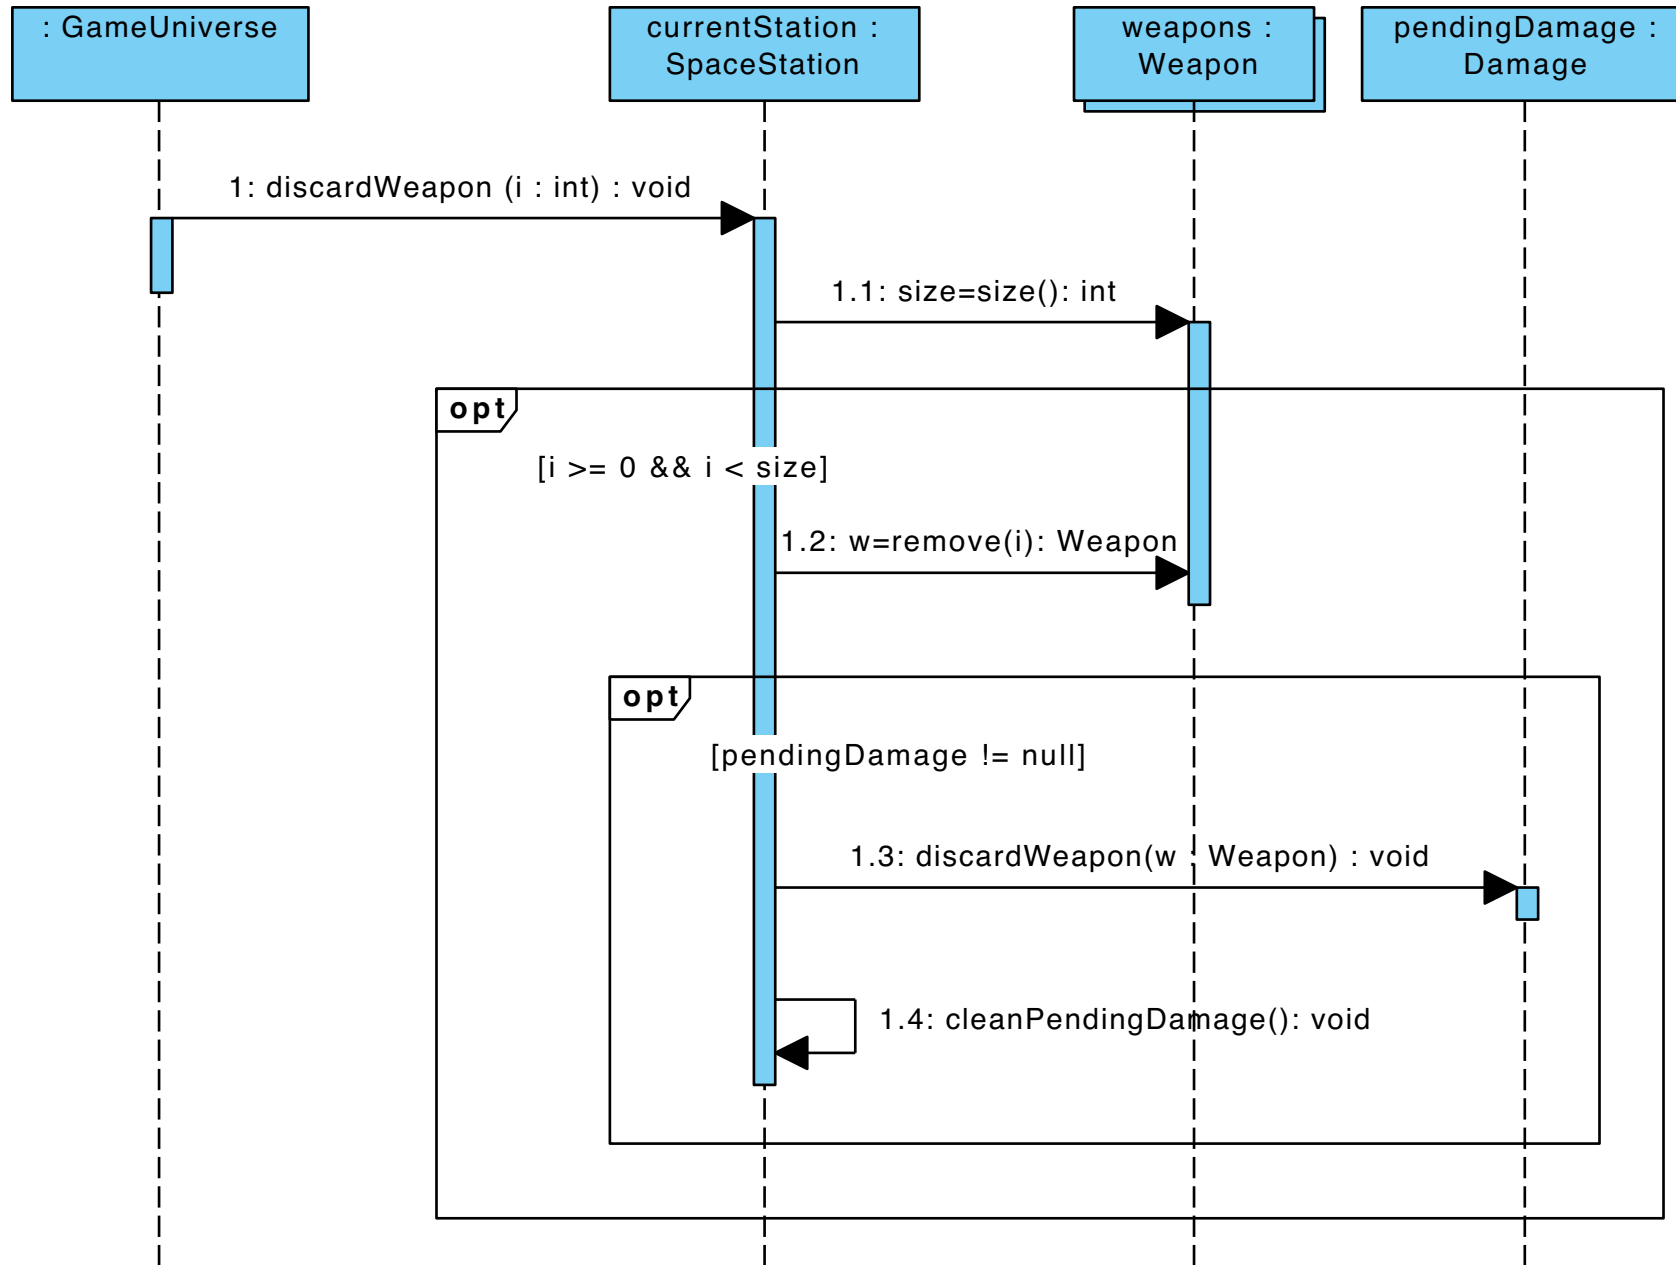 : GameUniverse
currentStation :
SpaceStation
weapons :
Weapon
pendingDamage :
Damage
1: discardWeapon (i : int) : void
1.1: size=size(): int
opt
[i >= 0 && i < size]
1.2: w=remove(i): Weapon
opt
[pendingDamage != null]
1.3: discardWeapon(w : Weapon) : void
1.4: cleanPendingDamage(): void